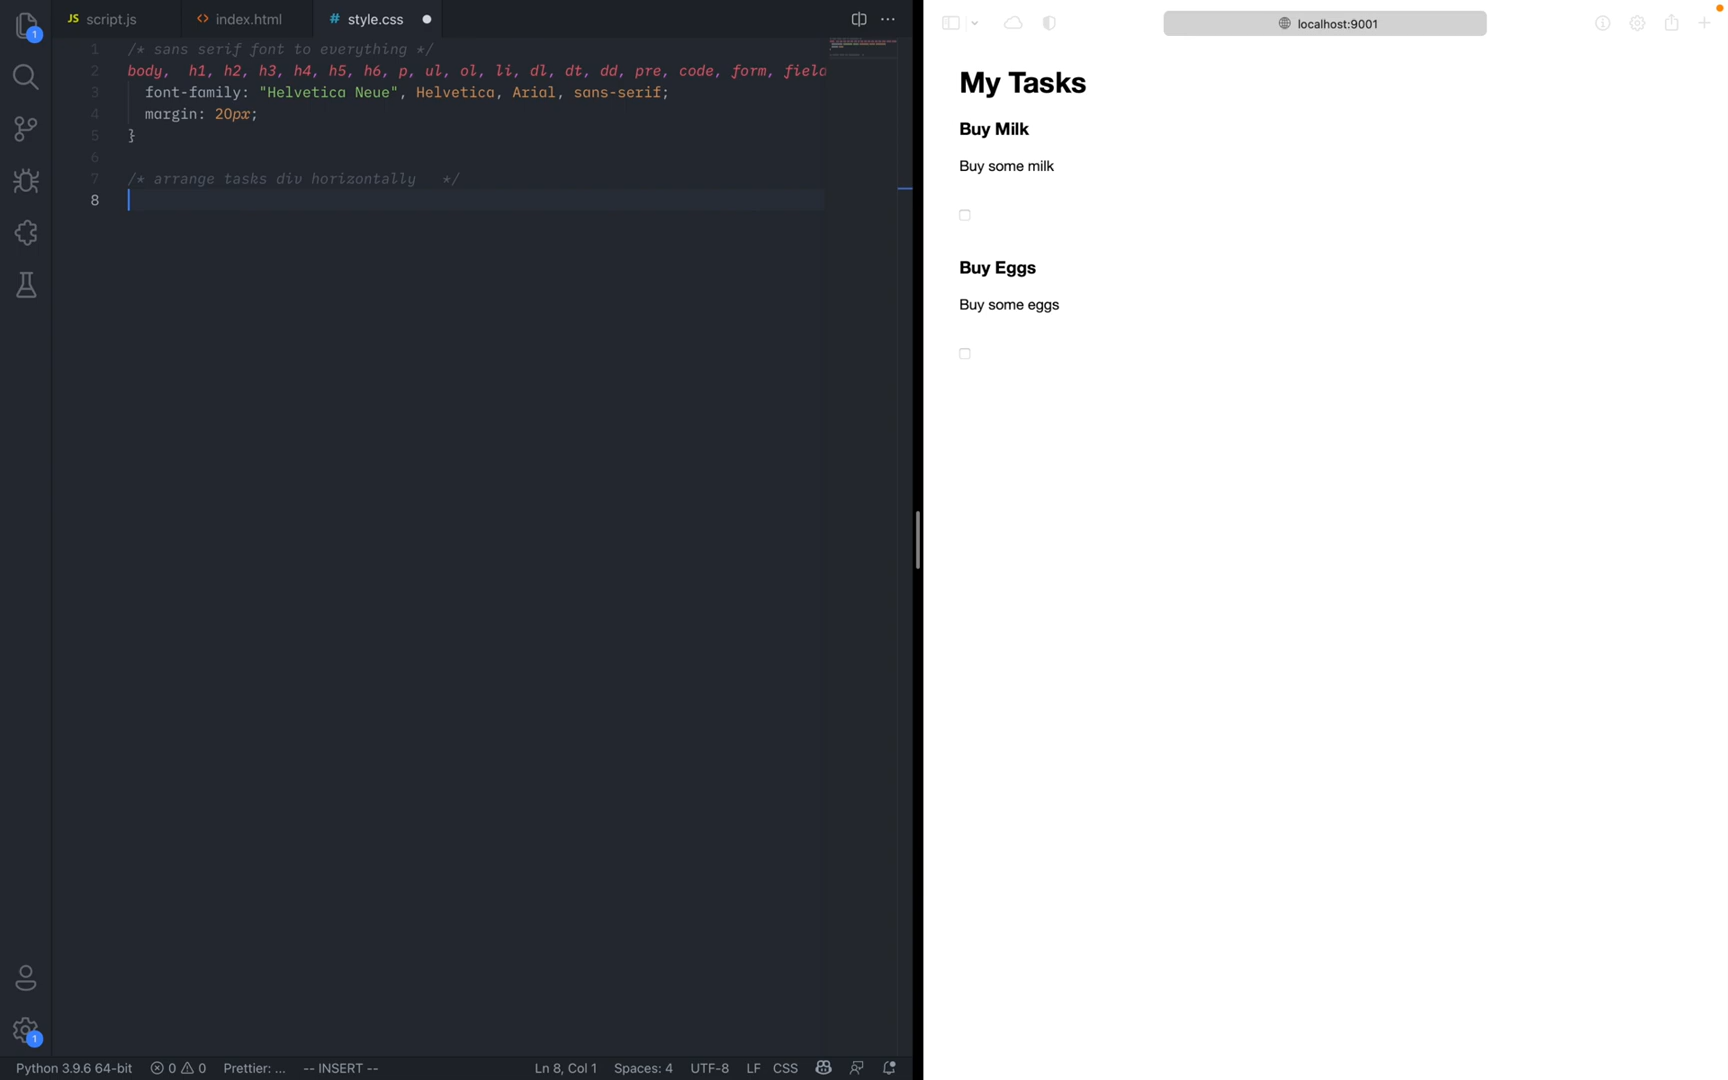 JS script.js <> index.html # style.css
1 /* sans serif font to everything */
2 body, h1, h2, h3, h4, h5, h6, p, ul, ol, li, dl, dt, dd, pre, code, form, field
3 font-family: "Helvetica Neue", Helvetica, Arial, sans-serif;
4 margin: 20px;
5 }
6
7 /* arrange tasks div horizontally */
8
1
1
Python 3.9.6 64-bit 0 0 Prettier: ... -- INSERT -- Ln 8, Col 1 Spaces: 4 UTF-8 LF CSS
localhost:9001
My Tasks
Buy Milk
Buy some milk
Buy Eggs
Buy some eggs